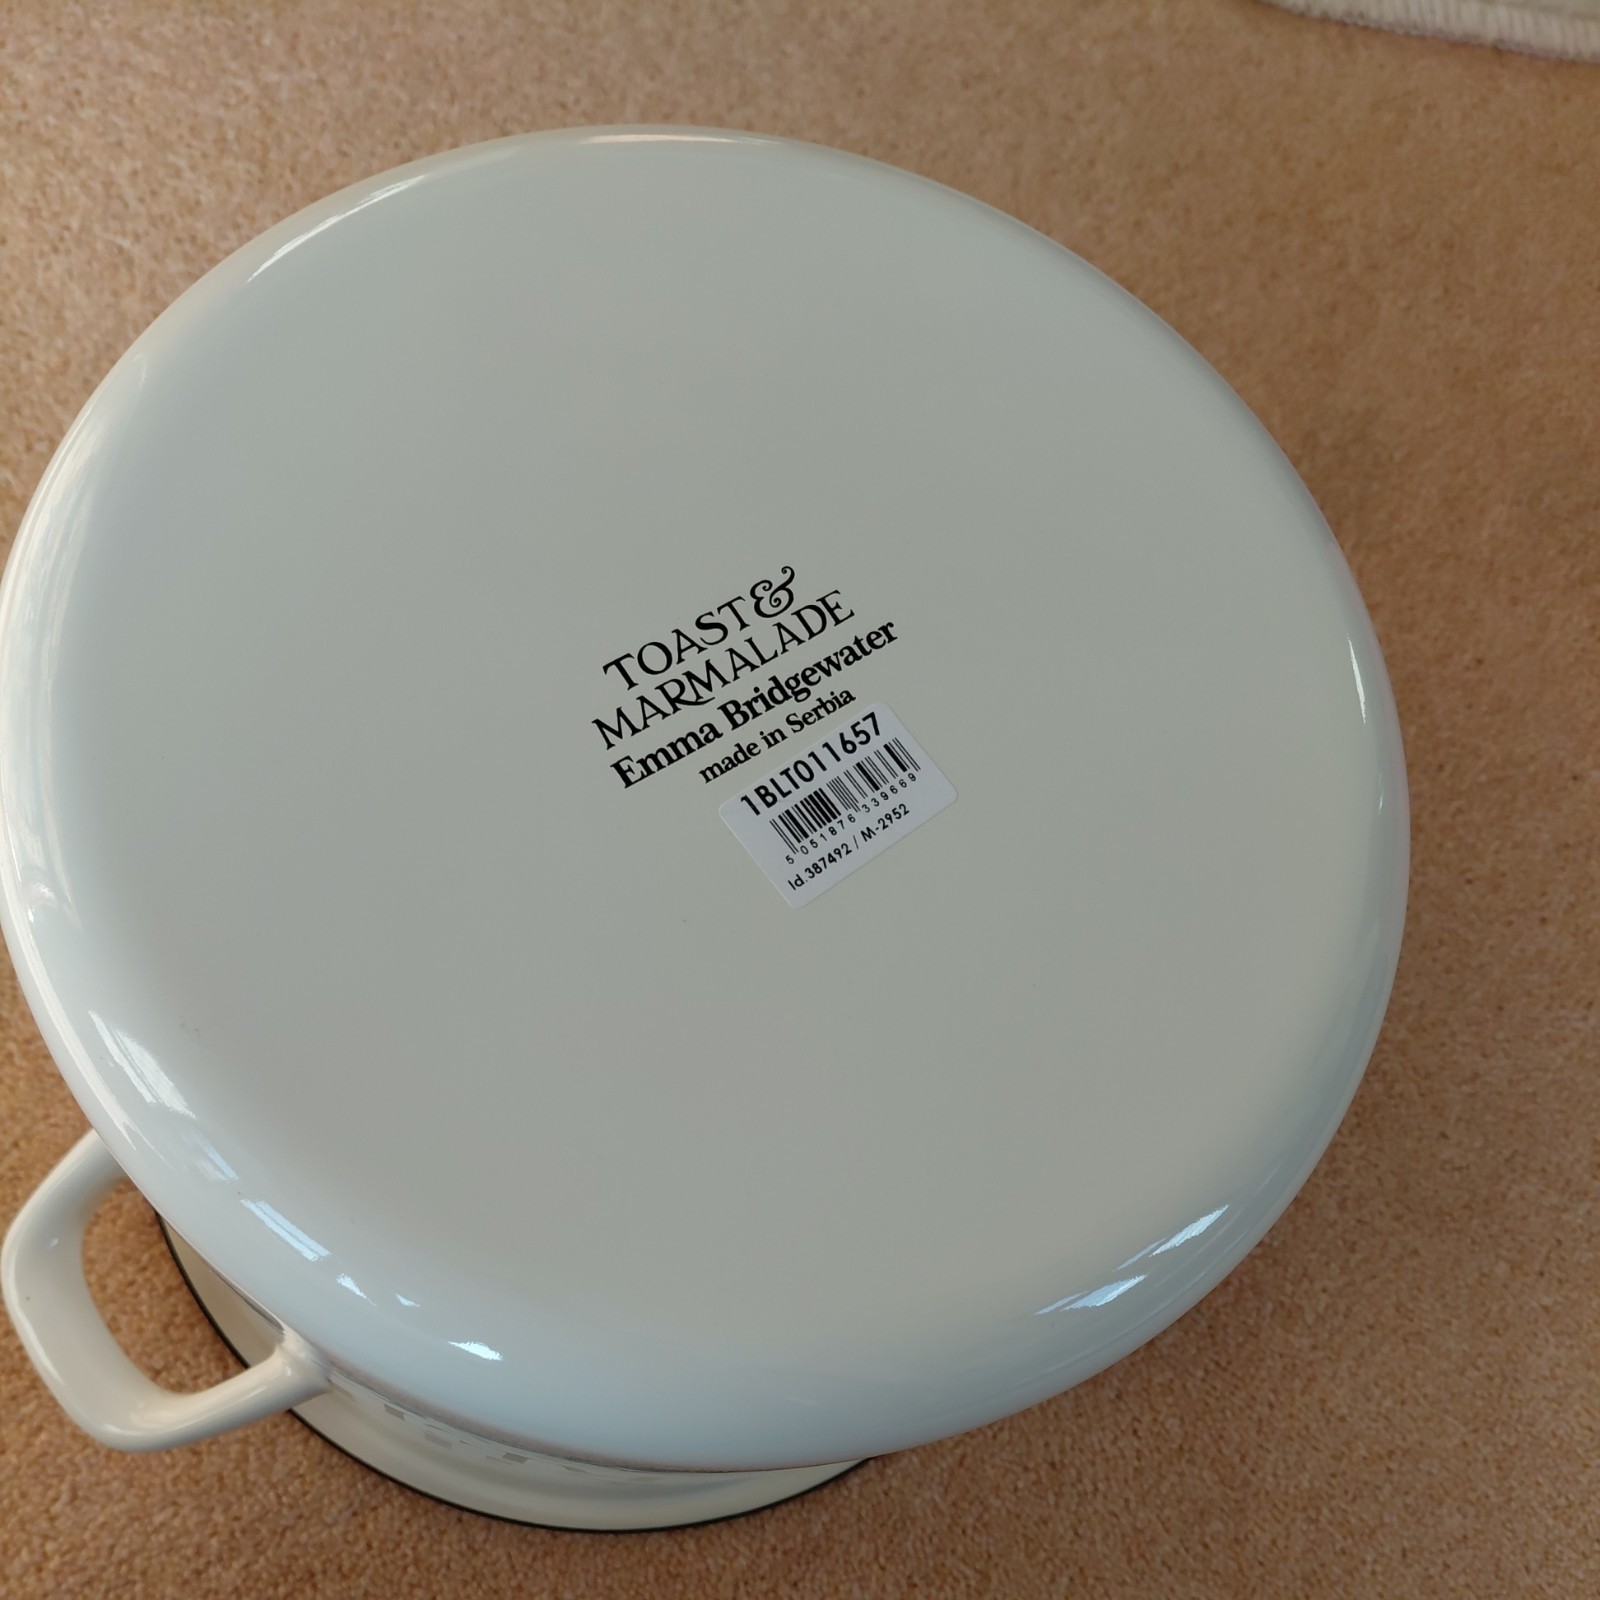 TOAST &
MARMALADE
Emma Bridgewater
made in Serbia
1BLT011657
5 051876 339669
Id.387492 / M-2952